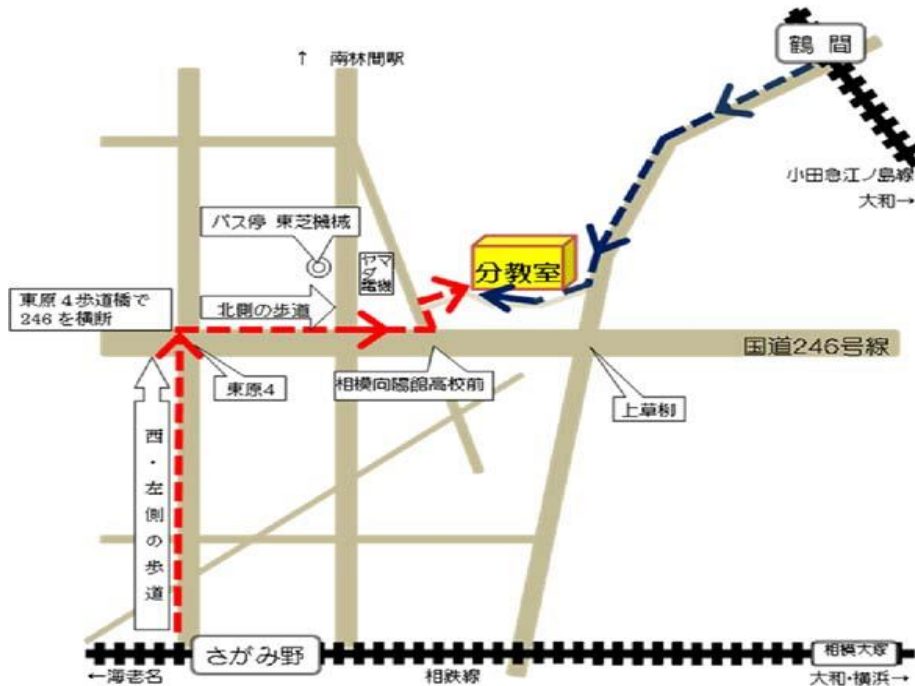 鶴間
↑ 南林間駅
小田急江ノ島線
大和→
バス停 東芝機械
ヤマダ電機
分教室
東原4歩道橋で
246を横断
北側の歩道
国道246号線
東原4
相模向陽館高校前
上草柳
西・左側の歩道
さがみ野
相模大塚
←海老名
相鉄線
大和・横浜→